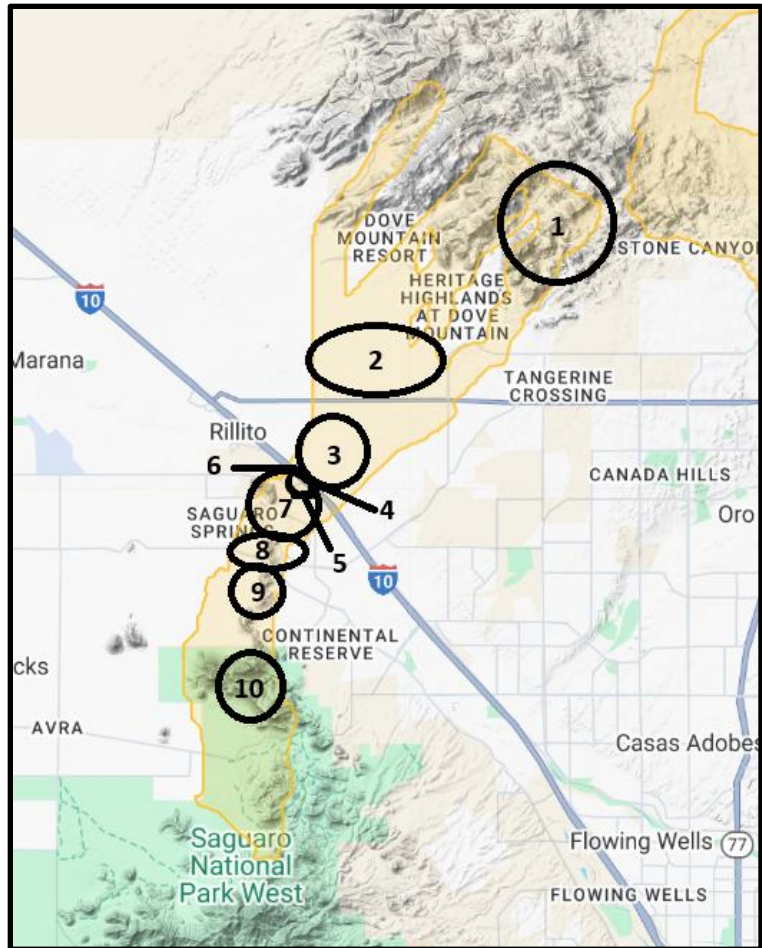 1
DOVE
MOUNTAIN
RESORT
STONE CANYO
HERITAGE
HIGHLANDS
AT DOVE
MOUNTAIN
10
Marana
2
TANGERINE
CROSSING
Rillito
3
6
CANADA HILLS
7
4
SAGUARO
SPRINGS
Oro
5
8
10
9
CONTINENTAL
RESERVE
cks
10
AVRA
Casas Adobes
Saguaro
National
Park West
Flowing Wells
77
FLOWING WELLS